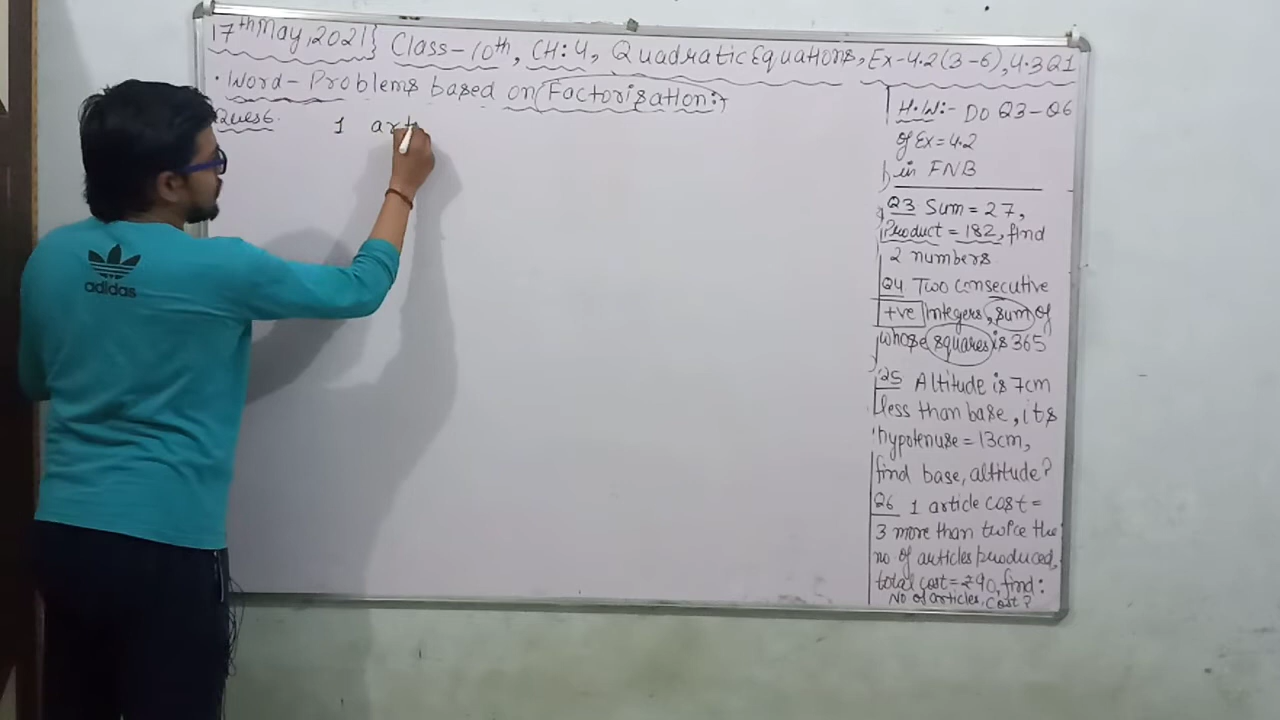 17th May, 2021} Class-10th, CH:4, Quadratic Equations, Ex-4.2(3-6), 4.3Q1
• Word-Problems based on Factorisation:-
Ques6. 1 art
H.W:- Do Q3-Q6
of Ex=4.2
in FNB
Q3 Sum=27,
Product=182, find
2 numbers
Q4 Two consecutive
+ve Integers, sum of
whose squares is 365
Q5 Altitude is 7cm
less than base, its
hypotenuse=13cm,
find base, altitude?
Q6 1 article cost=
3 more than twice the
no of articles produced,
total cost=₹90, find:
No of articles, cost?
adidas